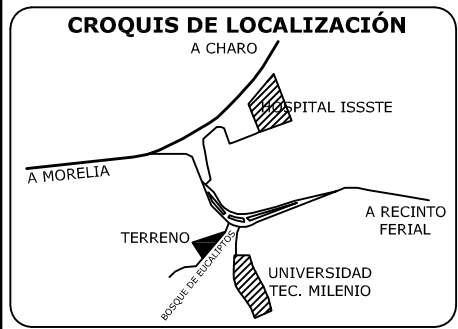 CROQUIS DE LOCALIZACIÓN
A CHARO
HOSPITAL ISSSTE
A MORELIA
A RECINTO
FERIAL
TERRENO
BOSQUE DE EUCALIPTOS
UNIVERSIDAD
TEC. MILENIO